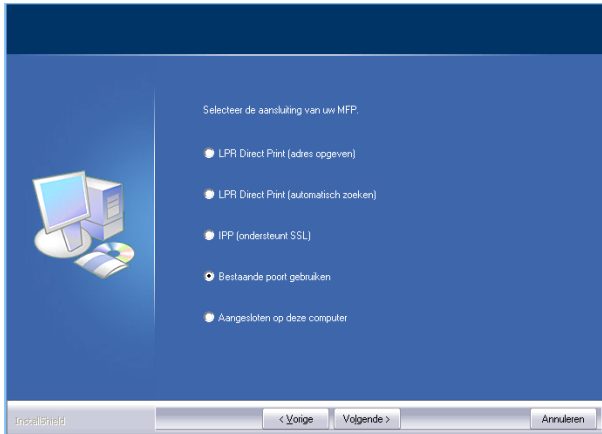 Selecteer de aansluiting van uw MFP.
LPR Direct Print (adres opgeven)
LPR Direct Print (automatisch zoeken)
IPP (ondersteunt SSL)
Bestaande poort gebruiken
Aangesloten op deze computer
InstallShield
< Vorige
Volgende >
Annuleren